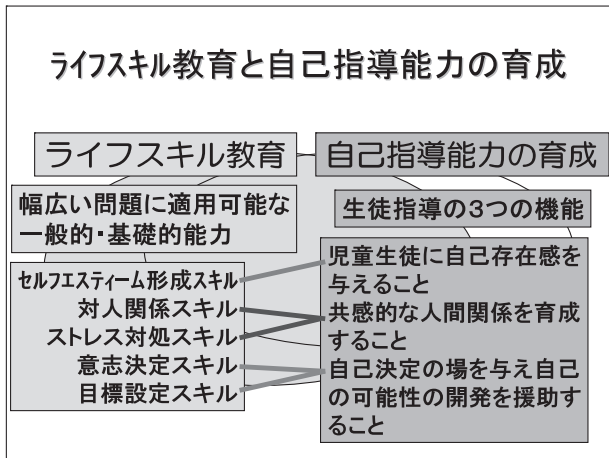 ライフスキル教育と自己指導能力の育成
ライフスキル教育
幅広い問題に適用可能な
一般的・基礎的能力
セルフエスティーム形成スキル
対人関係スキル
ストレス対処スキル
意志決定スキル
目標設定スキル
自己指導能力の育成
生徒指導の3つの機能
児童生徒に自己存在感を
与えること
共感的な人間関係を育成
すること
自己決定の場を与え自己
の可能性の開発を援助す
ること